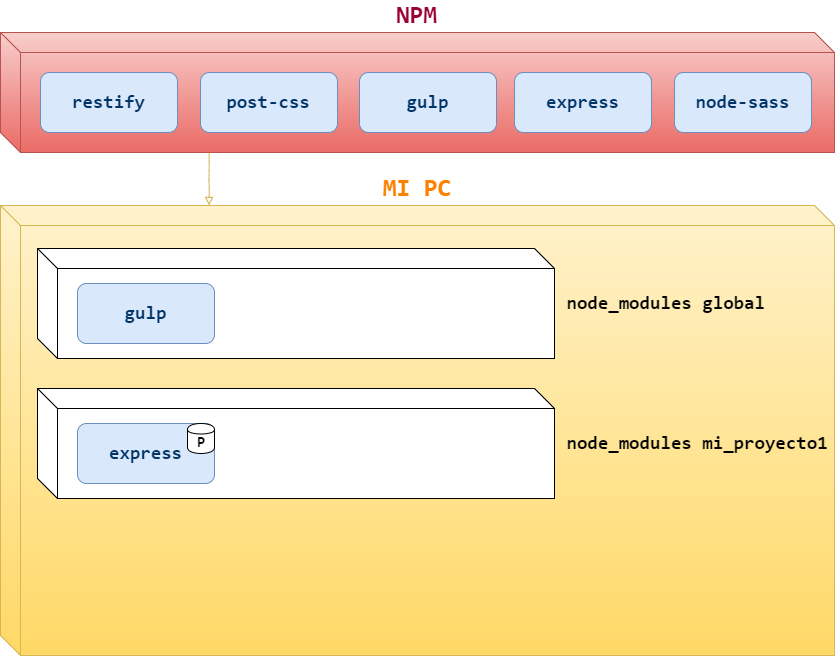 NPM
restify
post-css
gulp
express
node-sass
MI PC
gulp
node_modules global
express
P
node_modules mi_proyecto1